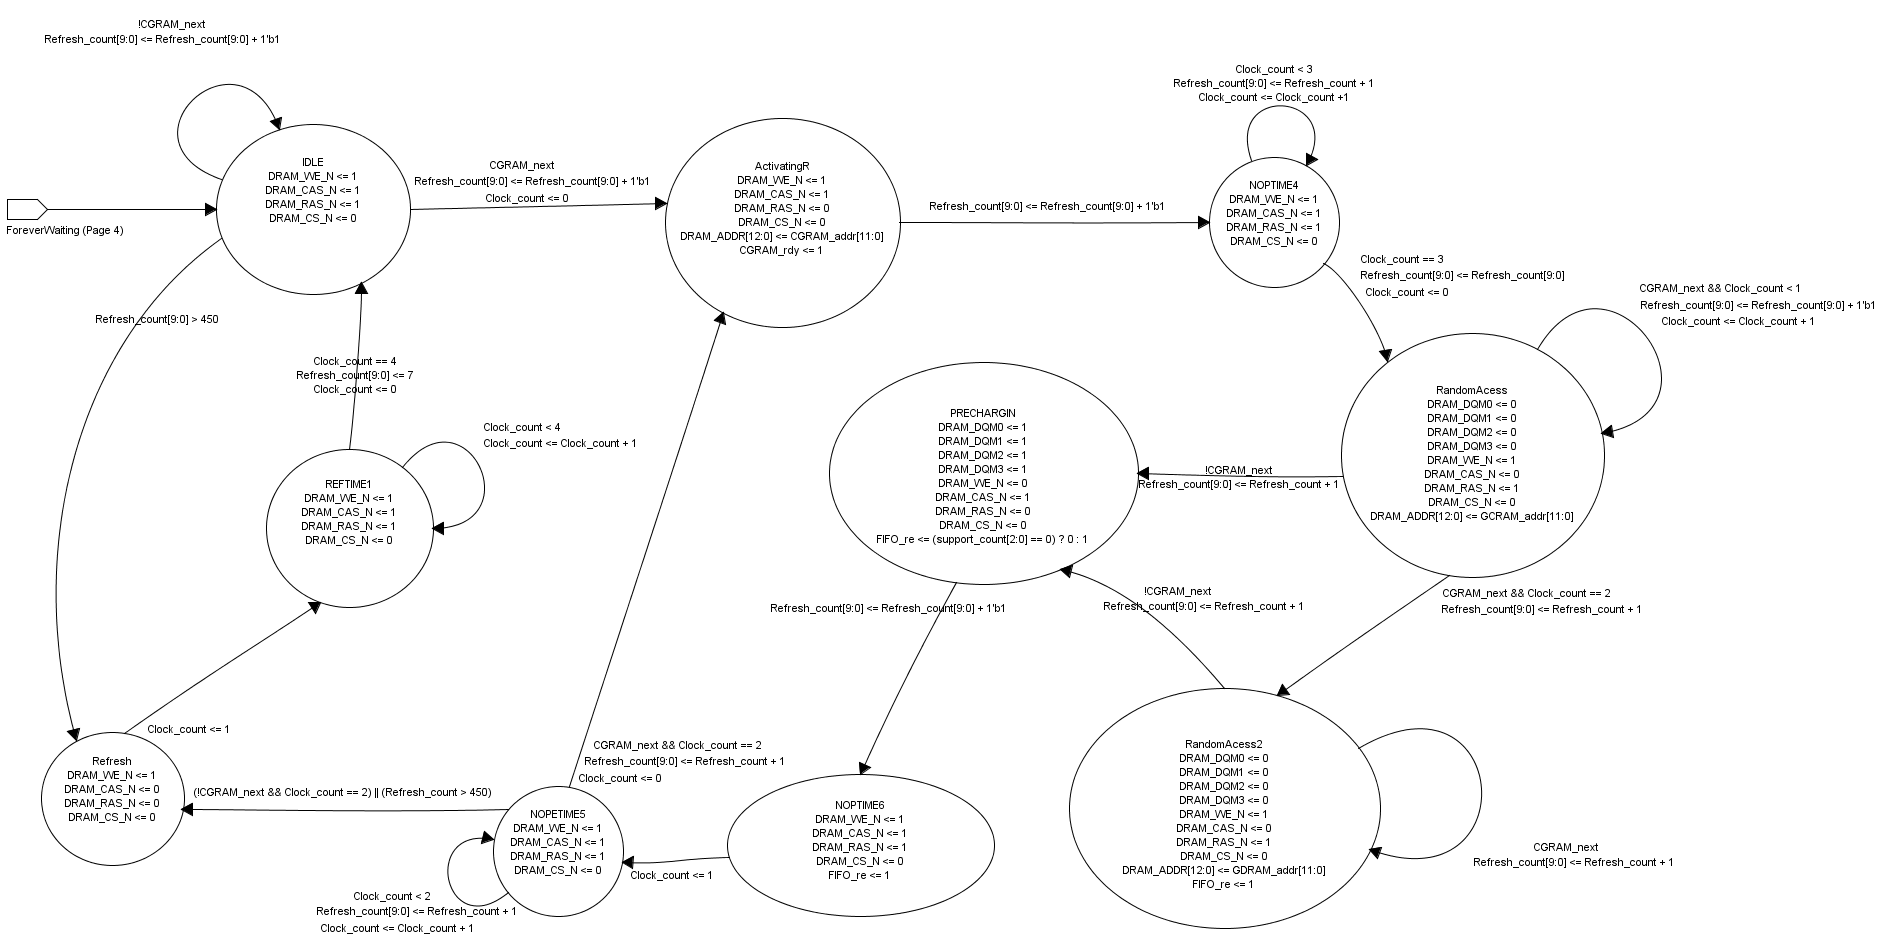 !CGRAM_next
Refresh_count[9:0] <= Refresh_count[9:0] + 1'b1
IDLE
DRAM_WE_N <= 1
DRAM_CAS_N <= 1
DRAM_RAS_N <= 1
DRAM_CS_N <= 0
ForeverWaiting (Page 4)
CGRAM_next
Refresh_count[9:0] <= Refresh_count[9:0] + 1'b1
Clock_count <= 0
ActivatingR
DRAM_WE_N <= 1
DRAM_CAS_N <= 1
DRAM_RAS_N <= 0
DRAM_CS_N <= 0
DRAM_ADDR[12:0] <= CGRAM_addr[11:0]
CGRAM_rdy <= 1
Refresh_count[9:0] <= Refresh_count[9:0] + 1'b1
Clock_count < 3
Refresh_count[9:0] <= Refresh_count + 1
Clock_count <= Clock_count +1
NOPTIME4
DRAM_WE_N <= 1
DRAM_CAS_N <= 1
DRAM_RAS_N <= 1
DRAM_CS_N <= 0
Clock_count == 3
Refresh_count[9:0] <= Refresh_count[9:0]
Clock_count <= 0
CGRAM_next && Clock_count < 1
Refresh_count[9:0] <= Refresh_count[9:0] + 1'b1
Clock_count <= Clock_count + 1
RandomAcess
DRAM_DQM0 <= 0
DRAM_DQM1 <= 0
DRAM_DQM2 <= 0
DRAM_DQM3 <= 0
DRAM_WE_N <= 1
DRAM_CAS_N <= 0
DRAM_RAS_N <= 1
DRAM_CS_N <= 0
DRAM_ADDR[12:0] <= GCRAM_addr[11:0]
Refresh_count[9:0] > 450
Clock_count == 4
Refresh_count[9:0] <= 7
Clock_count <= 0
Clock_count < 4
Clock_count <= Clock_count + 1
REFTIME1
DRAM_WE_N <= 1
DRAM_CAS_N <= 1
DRAM_RAS_N <= 1
DRAM_CS_N <= 0
PRECHARGIN
DRAM_DQM0 <= 1
DRAM_DQM1 <= 1
DRAM_DQM2 <= 1
DRAM_DQM3 <= 1
DRAM_WE_N <= 0
DRAM_CAS_N <= 1
DRAM_RAS_N <= 0
DRAM_CS_N <= 0
FIFO_re <= (support_count[2:0] == 0) ? 0 : 1
!CGRAM_next
Refresh_count[9:0] <= Refresh_count + 1
CGRAM_next && Clock_count == 2
Refresh_count[9:0] <= Refresh_count + 1
!CGRAM_next
Refresh_count[9:0] <= Refresh_count + 1
Refresh_count[9:0] <= Refresh_count[9:0] + 1'b1
Clock_count <= 1
Refresh
DRAM_WE_N <= 1
DRAM_CAS_N <= 0
DRAM_RAS_N <= 0
DRAM_CS_N <= 0
(!CGRAM_next && Clock_count == 2) || (Refresh_count > 450)
CGRAM_next && Clock_count == 2
Refresh_count[9:0] <= Refresh_count + 1
Clock_count <= 0
NOPETIME5
DRAM_WE_N <= 1
DRAM_CAS_N <= 1
DRAM_RAS_N <= 1
DRAM_CS_N <= 0
Clock_count < 2
Refresh_count[9:0] <= Refresh_count + 1
Clock_count <= Clock_count + 1
Clock_count <= 1
NOPTIME6
DRAM_WE_N <= 1
DRAM_CAS_N <= 1
DRAM_RAS_N <= 1
DRAM_CS_N <= 0
FIFO_re <= 1
RandomAcess2
DRAM_DQM0 <= 0
DRAM_DQM1 <= 0
DRAM_DQM2 <= 0
DRAM_DQM3 <= 0
DRAM_WE_N <= 1
DRAM_CAS_N <= 0
DRAM_RAS_N <= 1
DRAM_CS_N <= 0
DRAM_ADDR[12:0] <= GDRAM_addr[11:0]
FIFO_re <= 1
CGRAM_next
Refresh_count[9:0] <= Refresh_count + 1